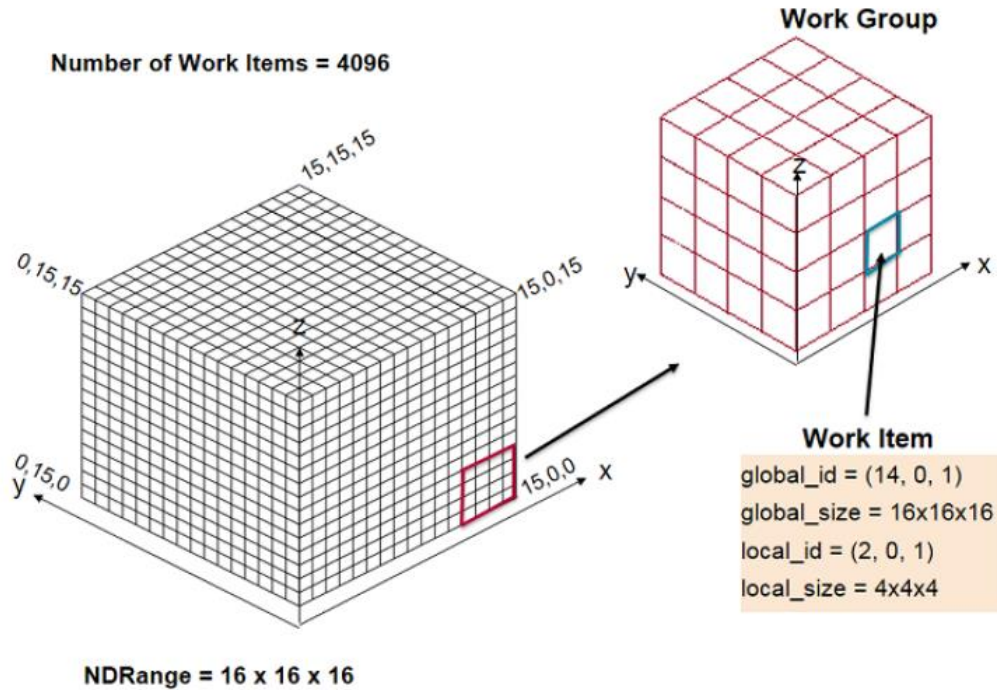 Work Group
Number of Work Items = 4096
15,15,15
z
0,15,15
15,0,15
y
x
z
Work Item
0,15,0
y
15,0,0
x
global_id = (14, 0, 1)
global_size = 16x16x16
local_id = (2, 0, 1)
local_size = 4x4x4
NDRange = 16 x 16 x 16